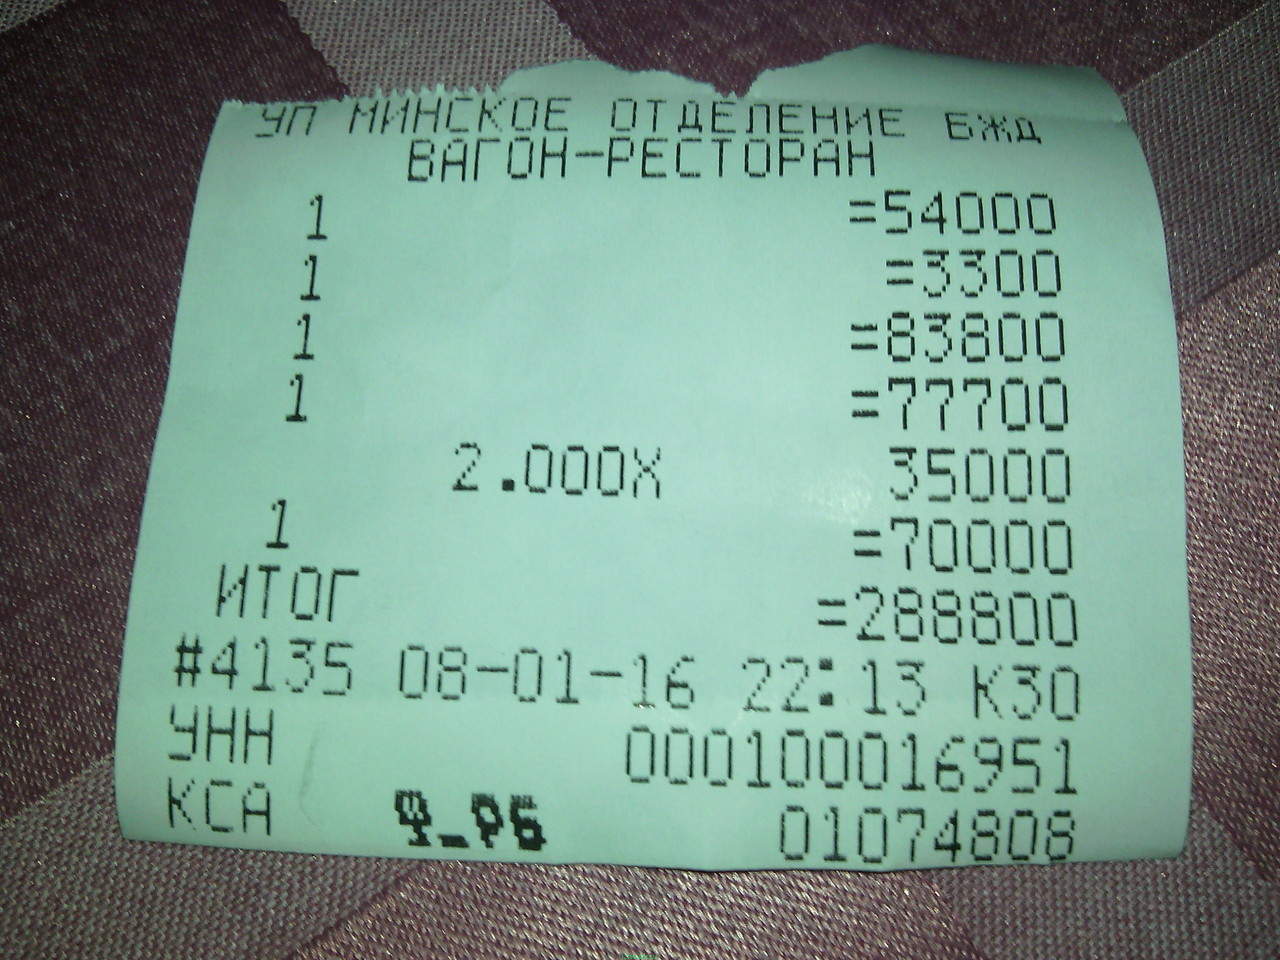 УП МИНСКОЕ ОТДЕЛЕНИЕ БЖД
ВАГОН-РЕСТОРАН
1 =54000
1 =3300
1 =83800
1 =77700
2.000X 35000
1 =70000
ИТОГ =288800
#4135 08-01-16 22:13 К30
УНН 000100016951
КСА 01074808